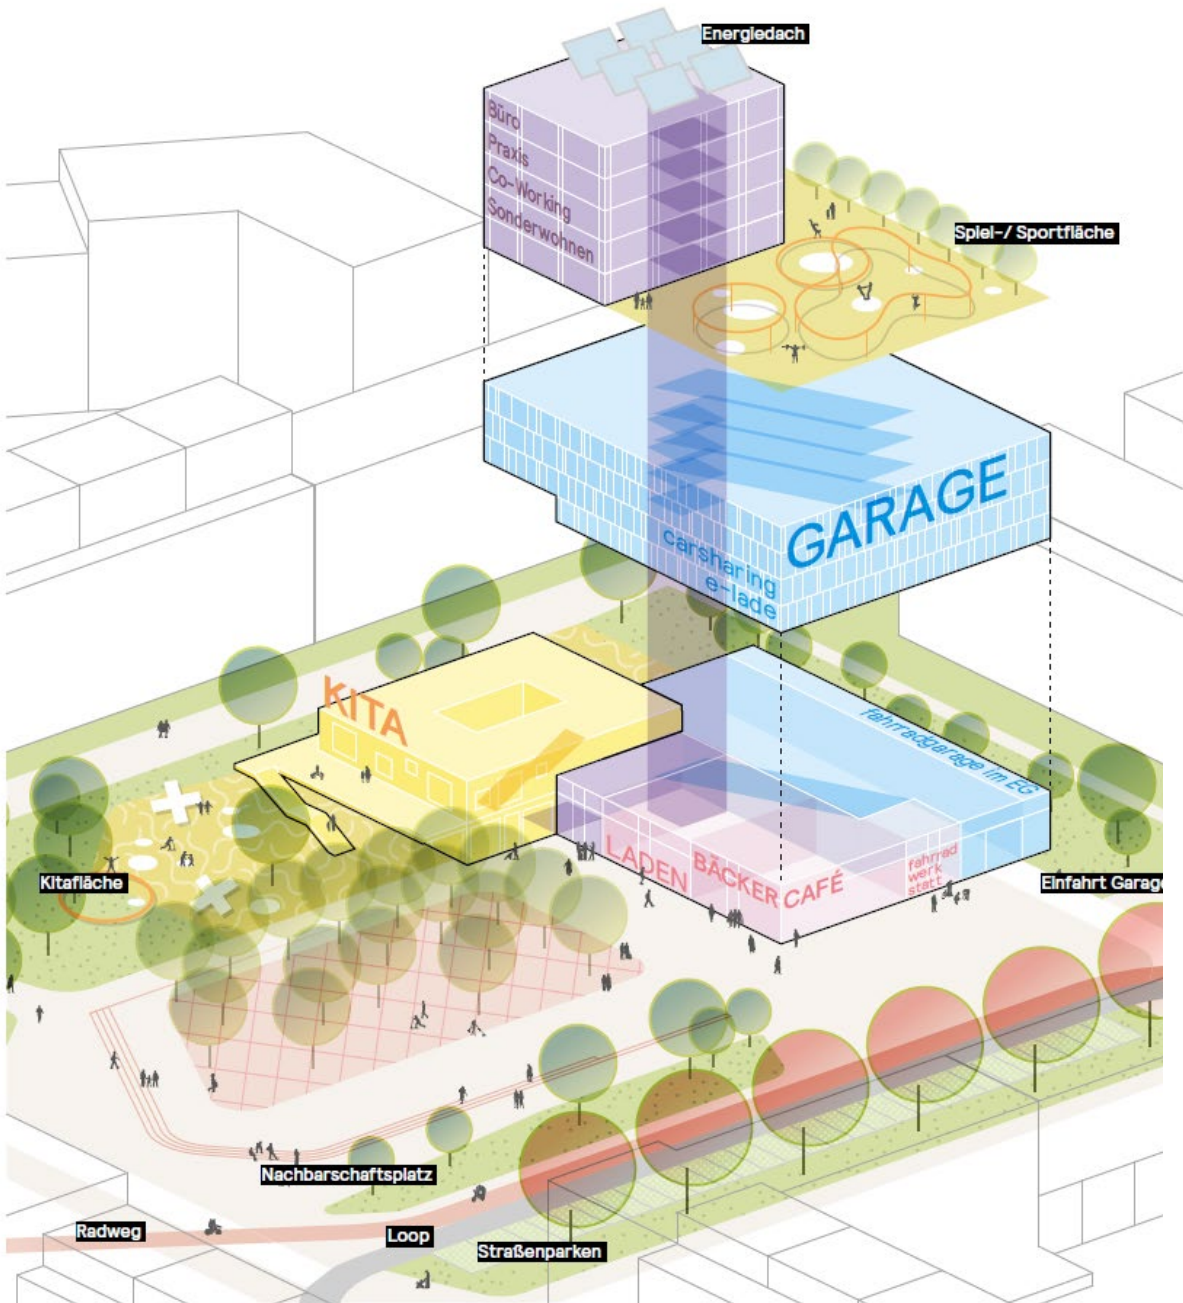 Energiedach
Büro
Praxis
Co-Working
Sonderwohnen
Spiel-/ Sportfläche
GARAGE
carsharing
e-lade
KITA
fahrradgarage im EG
LADEN
BÄCKER CAFÉ
fahrrad
werk
statt
Kitafläche
Einfahrt Garage
Nachbarschaftsplatz
Radweg
Loop
Straßenparken